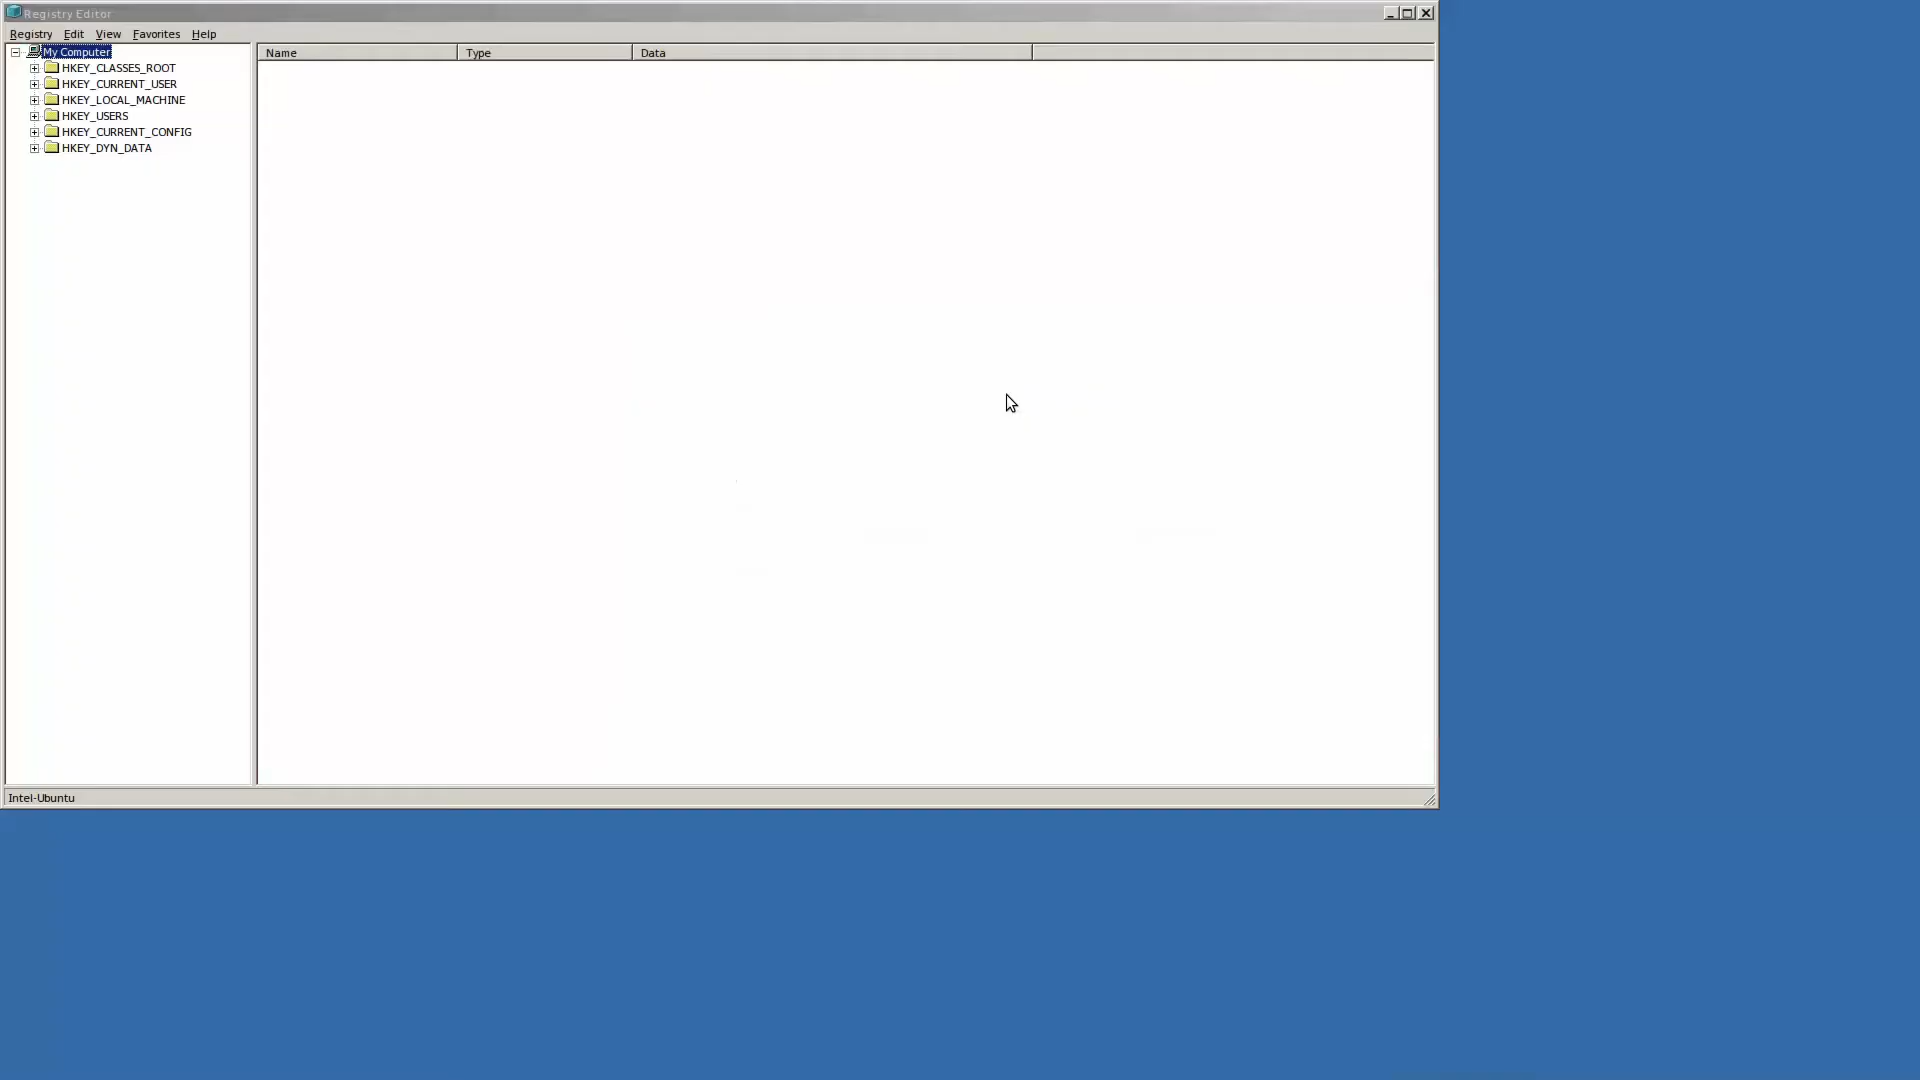 Registry Editor
Registry Edit View Favorites Help
My Computer
Name Type Data
HKEY_CLASSES_ROOT
HKEY_CURRENT_USER
HKEY_LOCAL_MACHINE
HKEY_USERS
HKEY_CURRENT_CONFIG
HKEY_DYN_DATA
Intel-Ubuntu